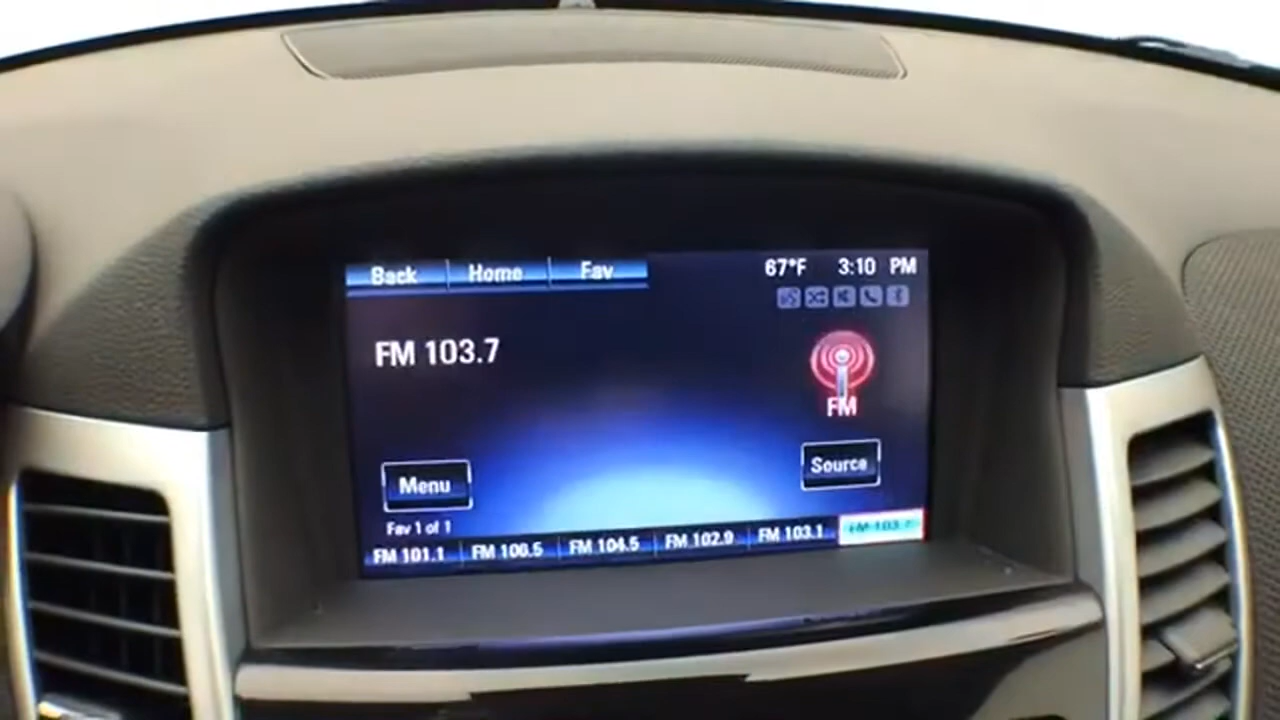 Back Home Fav 67°F 3:10 PM
FM 103.7
FM
Menu Source
Fav 1 of 1
FM 101.1 FM 100.5 FM 104.5 FM 102.9 FM 103.1 FM 103.7